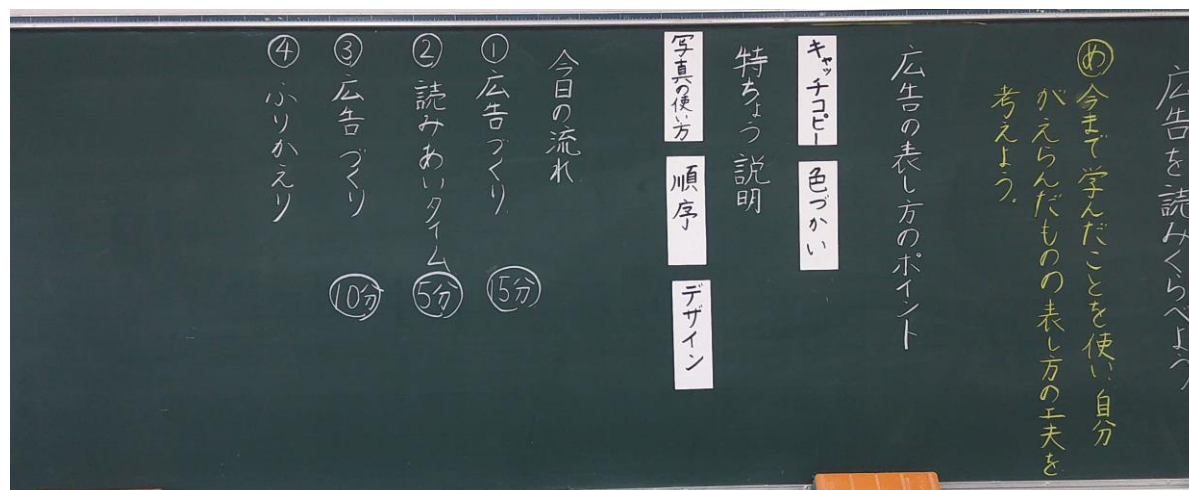 広告を読みくらべよう
め 今まで学んだことを使い、自分
がえらんだものの表し方の工夫を
考えよう。
広告の表し方のポイント
キャッチコピー 色づかい
特ちょう 説明
写真の使い方 順序 デザイン
今日の流れ
① 広告づくり 15分
② 読みあいタイム 5分
③ 広告づくり 10分
④ ふりかえり